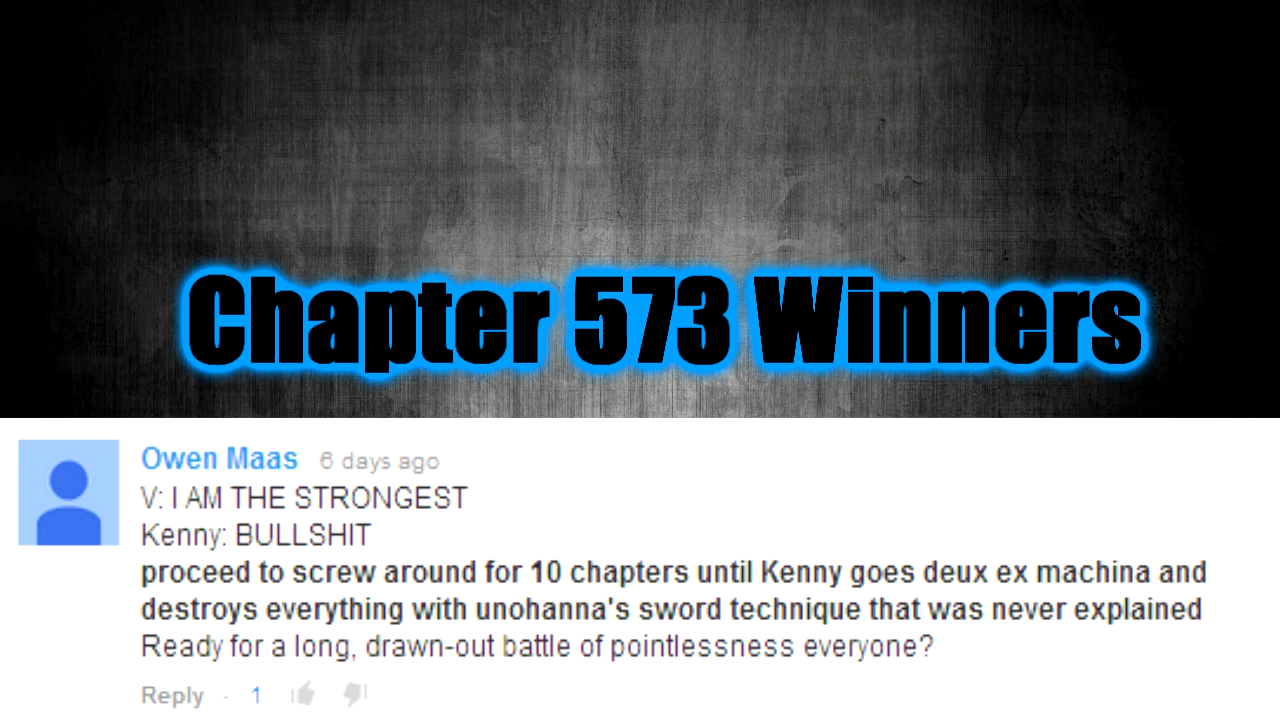 Chapter 573 Winners
Owen Maas 6 days ago
V: I AM THE STRONGEST
Kenny: BULLSHIT
proceed to screw around for 10 chapters until Kenny goes deux ex machina and
destroys everything with unohanna's sword technique that was never explained
Ready for a long, drawn-out battle of pointlessness everyone?
Reply · 1